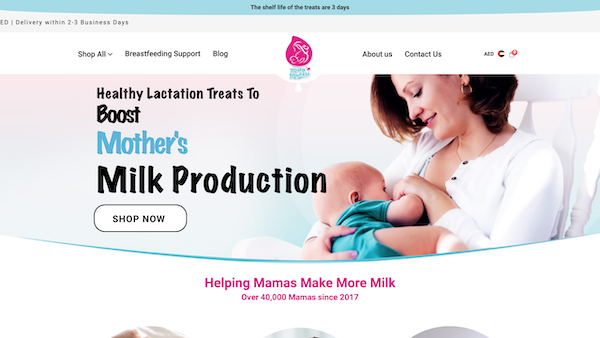 The shelf life of the treats are 3 days
ED | Delivery within 2-3 Business Days
Shop All
Breastfeeding Support
Blog
About us
Contact Us
AED
Healthy Lactation Treats To
Boost
Mother's
Milk Production
SHOP NOW
Helping Mamas Make More Milk
Over 40,000 Mamas since 2017